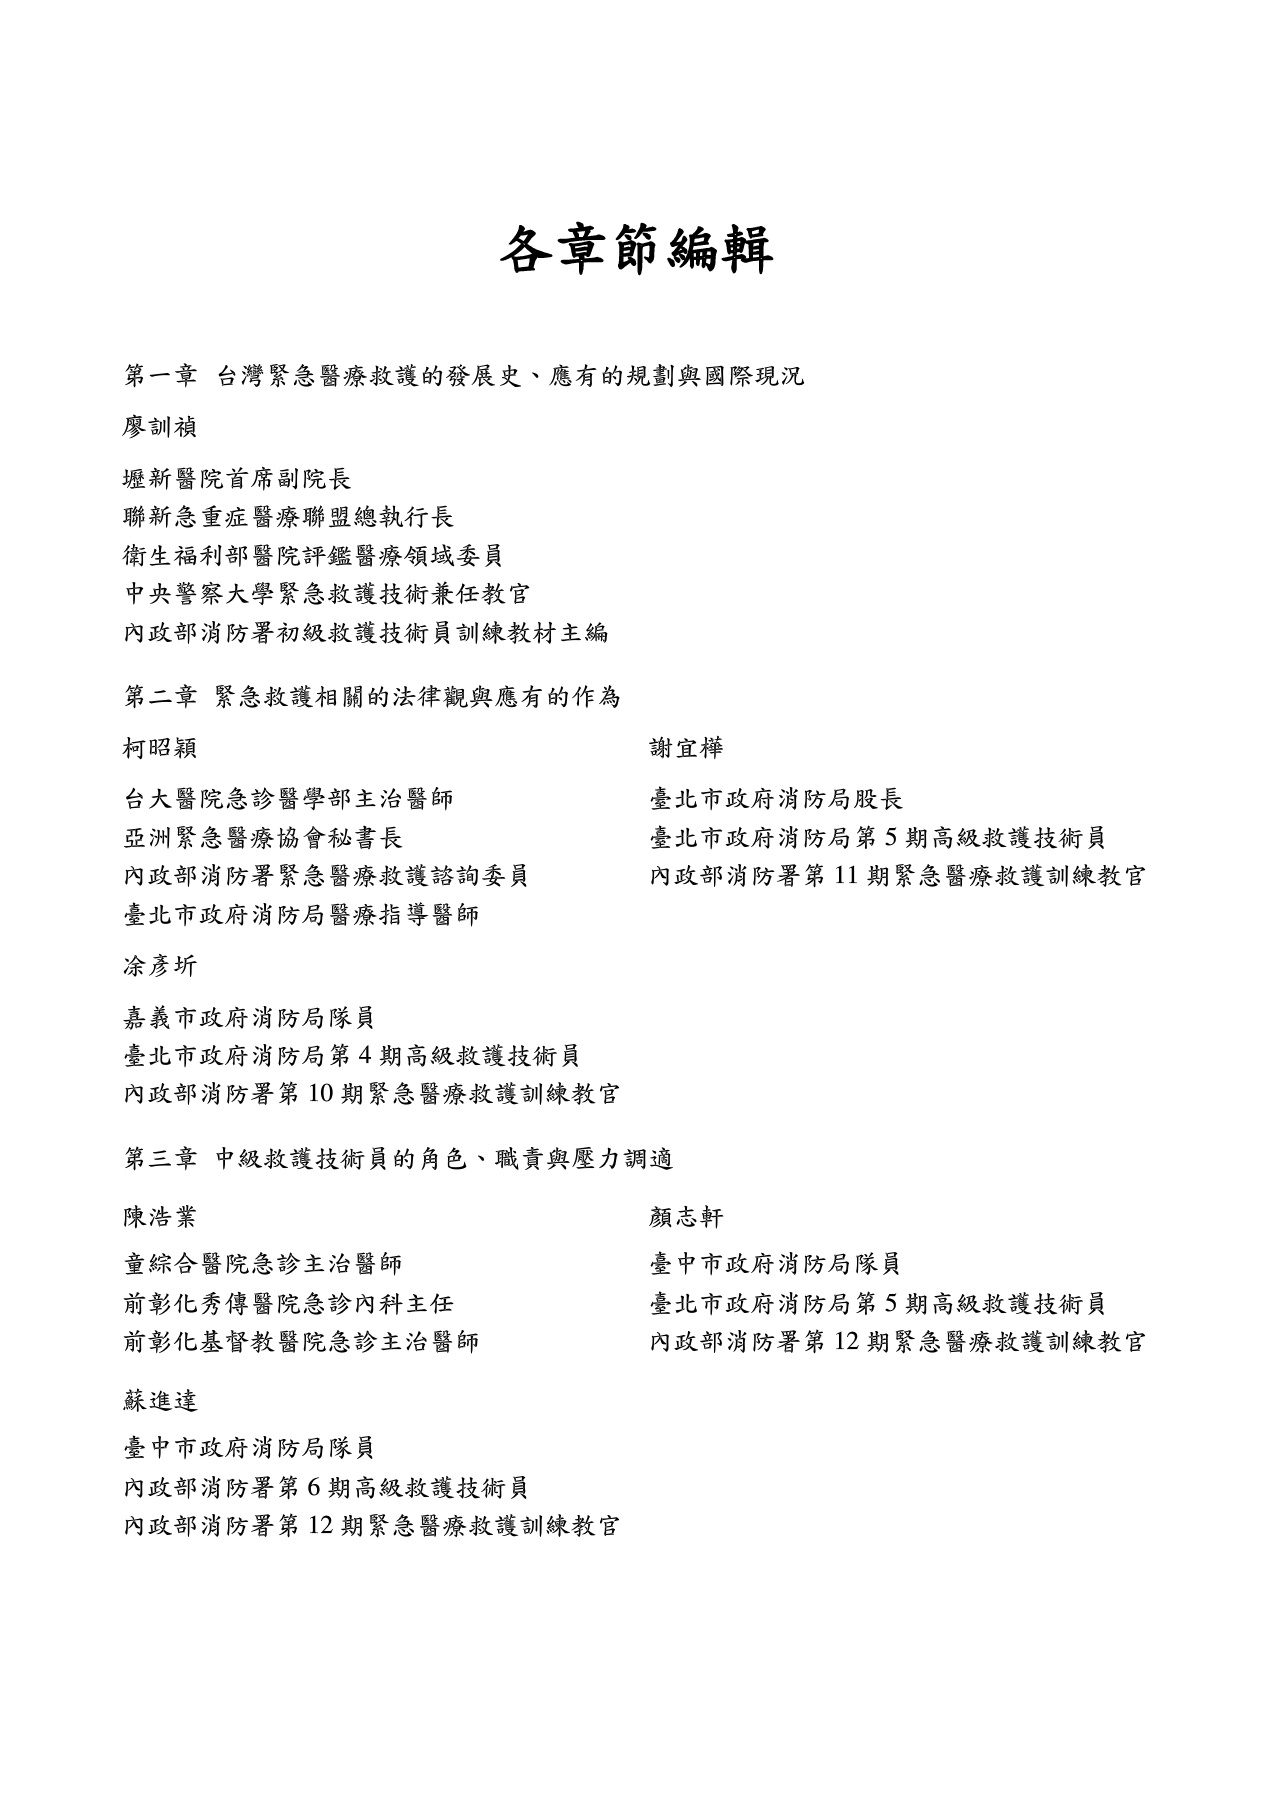 各章節編輯
第一章 台灣緊急醫療救護的發展史、應有的規劃與國際現況
廖訓禎
壢新醫院首席副院長
聯新急重症醫療聯盟總執行長
衛生福利部醫院評鑑醫療領域委員
中央警察大學緊急救護技術兼任教官
內政部消防署初級救護技術員訓練教材主編
第二章 緊急救護相關的法律觀與應有的作為
柯昭穎
台大醫院急診醫學部主治醫師
亞洲緊急醫療協會秘書長
內政部消防署緊急醫療救護諮詢委員
臺北市政府消防局醫療指導醫師
謝宜樺
臺北市政府消防局股長
臺北市政府消防局第 5 期高級救護技術員
內政部消防署第 11 期緊急醫療救護訓練教官
凃彥圻
嘉義市政府消防局隊員
臺北市政府消防局第 4 期高級救護技術員
內政部消防署第 10 期緊急醫療救護訓練教官
第三章 中級救護技術員的角色、職責與壓力調適
陳浩業
童綜合醫院急診主治醫師
前彰化秀傳醫院急診內科主任
前彰化基督教醫院急診主治醫師
顏志軒
臺中市政府消防局隊員
臺北市政府消防局第 5 期高級救護技術員
內政部消防署第 12 期緊急醫療救護訓練教官
蘇進達
臺中市政府消防局隊員
內政部消防署第 6 期高級救護技術員
內政部消防署第 12 期緊急醫療救護訓練教官